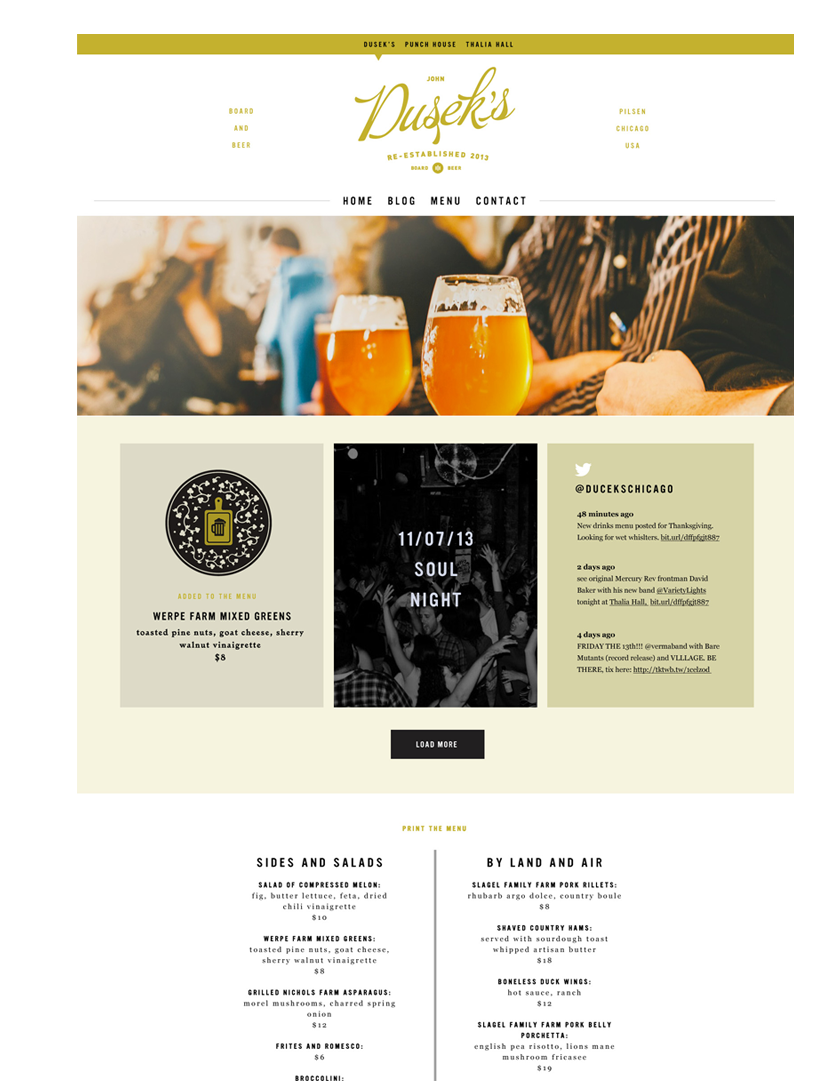 DUSEK'S PUNCH HOUSE THALIA HALL
JOHN
Dusek's
RE-ESTABLISHED 2013
BOARD BEER
BOARD
AND
BEER
PILSEN
CHICAGO
USA
HOME BLOG MENU CONTACT
ADDED TO THE MENU
WERPE FARM MIXED GREENS
toasted pine nuts, goat cheese, sherry
walnut vinaigrette
$8
11/07/13
SOUL
NIGHT
@DUCEKSCHICAGO
48 minutes ago
New drinks menu posted for Thanksgiving.
Looking for wet whislters. bit.url/dffpfgjt887
2 days ago
see original Mercury Rev frontman David
Baker with his new band @VarietyLights
tonight at Thalia Hall, bit.url/dffpfgjt887
4 days ago
FRIDAY THE 13th!!! @vermaband with Bare
Mutants (record release) and VLLLAGE. BE
THERE, tix here: http://tktwb.tw/1celzod
LOAD MORE
PRINT THE MENU
SIDES AND SALADS
SALAD OF COMPRESSED MELON:
fig, butter lettuce, feta, dried
chili vinaigrette
$10
WERPE FARM MIXED GREENS:
toasted pine nuts, goat cheese,
sherry walnut vinaigrette
$8
GRILLED NICHOLS FARM ASPARAGUS:
morel mushrooms, charred spring
onion
$12
FRITES AND ROMESCO:
$6
BROCCOLINI:
BY LAND AND AIR
SLAGEL FAMILY FARM PORK RILLETS:
rhubarb argo dolce, country boule
$8
SHAVED COUNTRY HAMS:
served with sourdough toast
whipped artisan butter
$18
BONELESS DUCK WINGS:
hot sauce, ranch
$12
SLAGEL FAMILY FARM PORK BELLY
PORCHETTA:
english pea risotto, lions mane
mushroom fricasee
$19